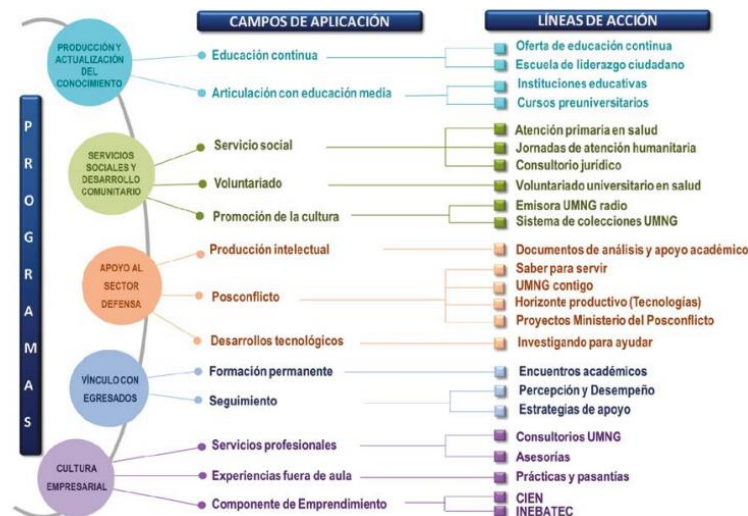 CAMPOS DE APLICACIÓN
LÍNEAS DE ACCIÓN
PROGRAMAS
PRODUCCIÓN Y
ACTUALIZACIÓN
DEL
CONOCIMIENTO
Educación continua
Oferta de educación continua
Escuela de liderazgo ciudadano
Articulación con educación media
Instituciones educativas
Cursos preuniversitarios
SERVICIOS
SOCIALES Y
DESARROLLO
COMUNITARIO
Servicio social
Atención primaria en salud
Jornadas de atención humanitaria
Consultorio jurídico
Voluntariado
Voluntariado universitario en salud
Promoción de la cultura
Emisora UMNG radio
Sistema de colecciones UMNG
APOYO AL
SECTOR
DEFENSA
Producción intelectual
Documentos de análisis y apoyo académico
Posconflicto
Saber para servir
UMNG contigo
Horizonte productivo (Tecnologías)
Proyectos Ministerio del Posconflicto
Desarrollos tecnológicos
Investigando para ayudar
VÍNCULO CON
EGRESADOS
Formación permanente
Encuentros académicos
Seguimiento
Percepción y Desempeño
Estrategias de apoyo
CULTURA
EMPRESARIAL
Servicios profesionales
Consultorios UMNG
Asesorías
Experiencias fuera de aula
Prácticas y pasantías
Componente de Emprendimiento
CIEN
INEBATEC